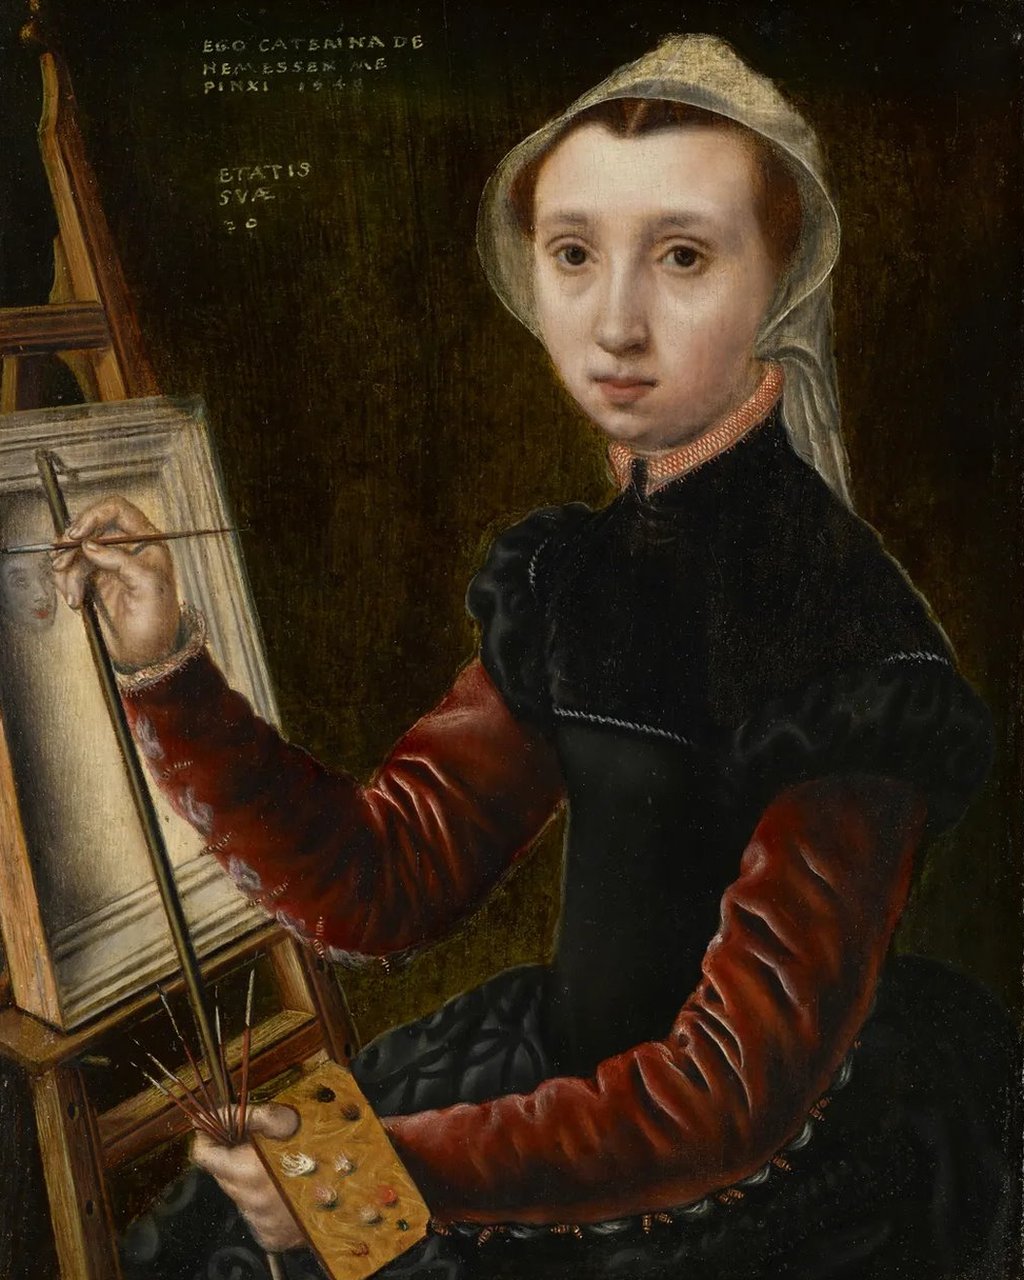 EGO CATERINA DE
HEMESSEN ME
PINXI 1548
ETATIS
SVÆ
20